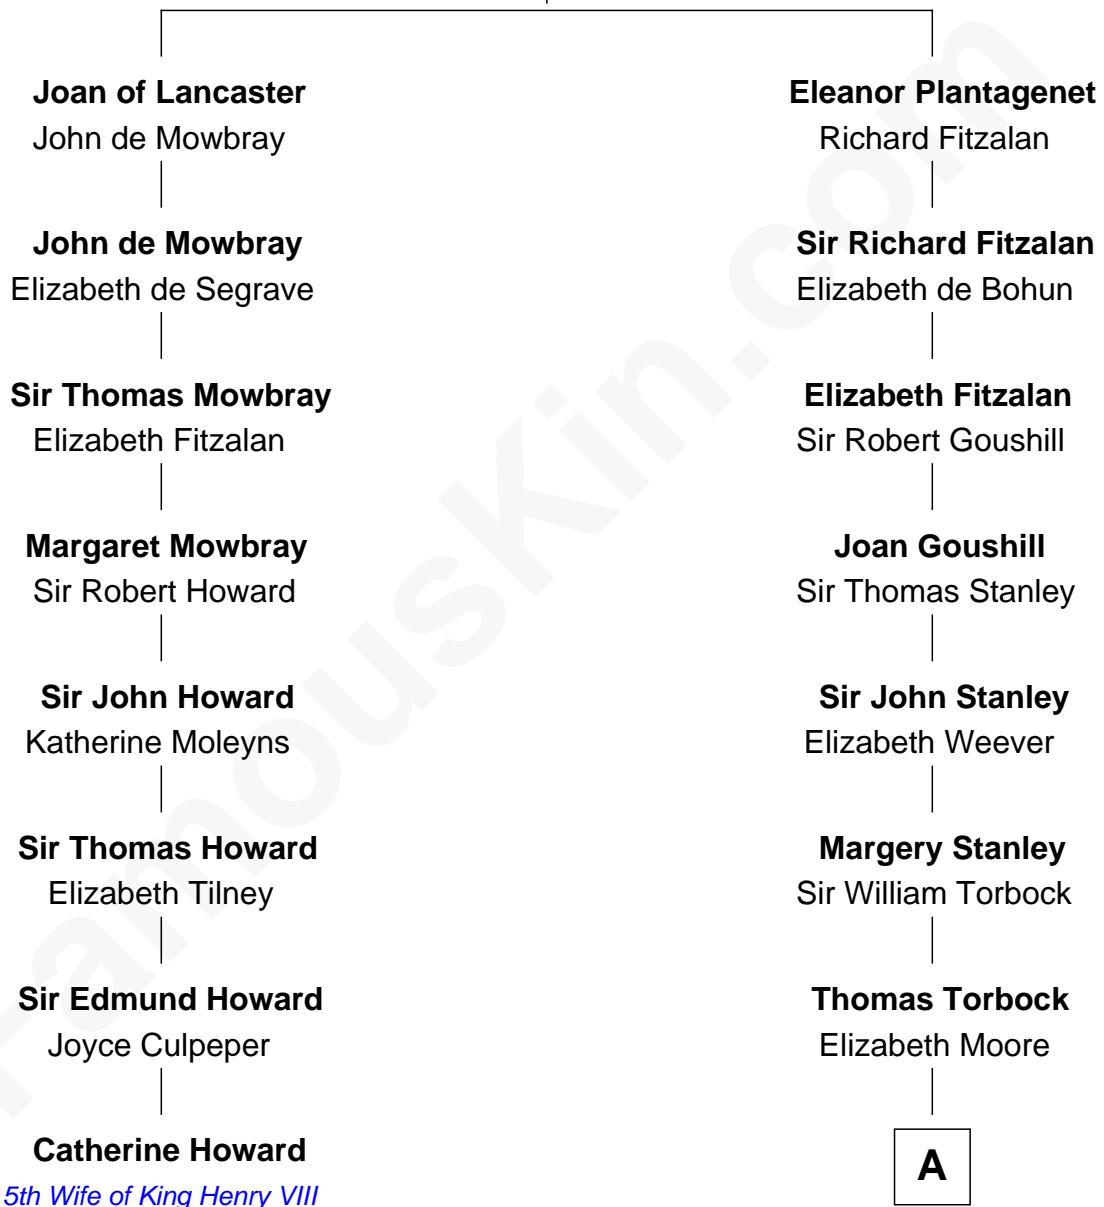 Joan of Lancaster
John de Mowbray
John de Mowbray
Elizabeth de Segrave
Sir Thomas Mowbray
Elizabeth Fitzalan
Margaret Mowbray
Sir Robert Howard
Sir John Howard
Katherine Moleyns
Sir Thomas Howard
Elizabeth Tilney
Sir Edmund Howard
Joyce Culpeper
Catherine Howard
5th Wife of King Henry VIII
Eleanor Plantagenet
Richard Fitzalan
Sir Richard Fitzalan
Elizabeth de Bohun
Elizabeth Fitzalan
Sir Robert Goushill
Joan Goushill
Sir Thomas Stanley
Sir John Stanley
Elizabeth Weever
Margery Stanley
Sir William Torbock
Thomas Torbock
Elizabeth Moore
A
FamousKin.com